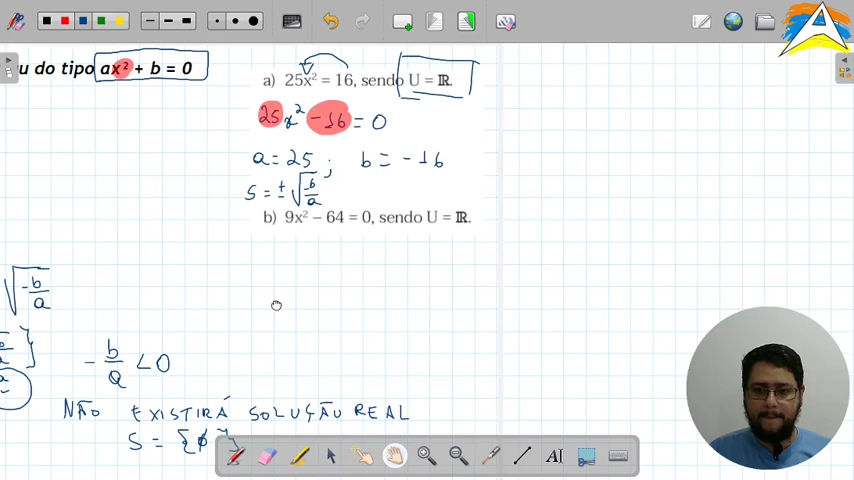 u do tipo ax² + b = 0
a) 25x² = 16, sendo U = ℝ.
25x² - 16 = 0
a = 25 ; b = -16
S = ± √-b/a
b) 9x² – 64 = 0, sendo U = ℝ.
√-b/a
- b/a < 0
NÃO EXISTIRÁ SOLUÇÃO REAL
S = {ϕ}